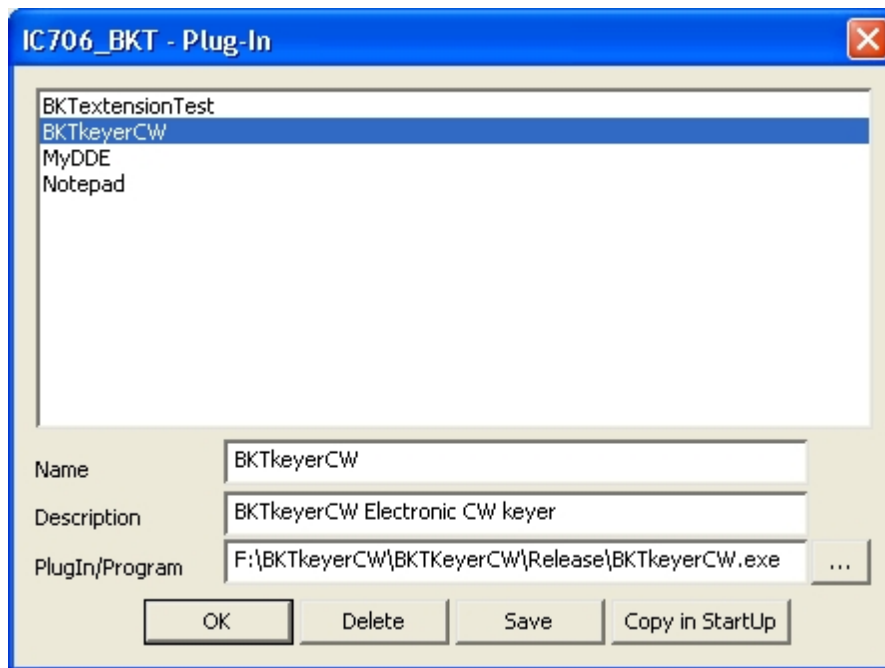 IC706_BKT - Plug-In
BKTextensionTest
BKTkeyerCW
MyDDE
Notepad
Name BKTkeyerCW
Description BKTkeyerCW Electronic CW keyer
PlugIn/Program F:\BKTkeyerCW\BKTKeyerCW\Release\BKTkeyerCW.exe ...
OK Delete Save Copy in StartUp